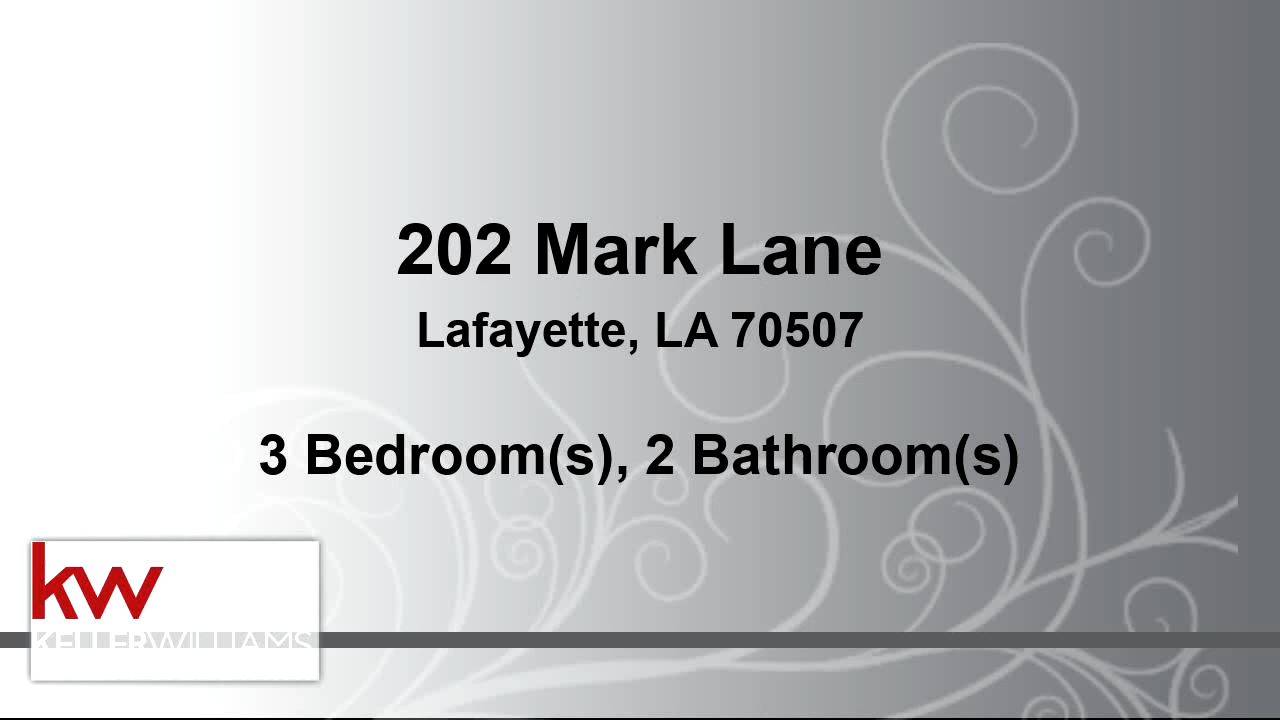 202 Mark Lane
Lafayette, LA 70507
3 Bedroom(s), 2 Bathroom(s)
kw
KELLERWILLIAMS